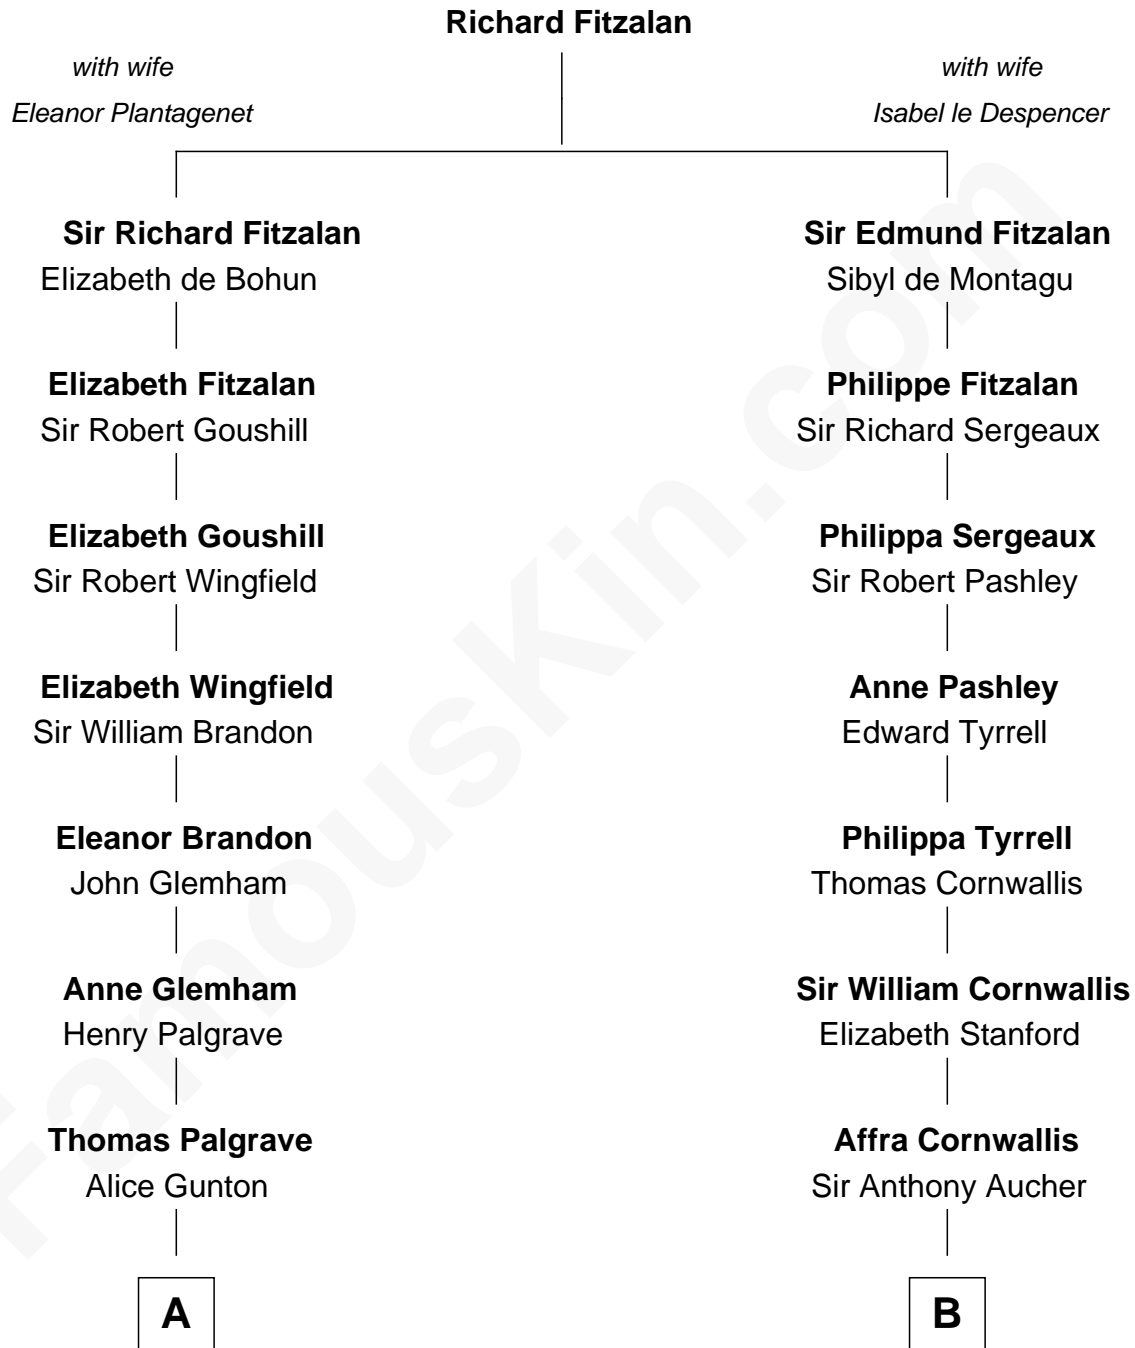 Richard Fitzalan
with wife
Eleanor Plantagenet
with wife
Isabel le Despencer
Sir Richard Fitzalan
Elizabeth de Bohun
Sir Edmund Fitzalan
Sibyl de Montagu
Elizabeth Fitzalan
Sir Robert Goushill
Philippe Fitzalan
Sir Richard Sergeaux
Elizabeth Goushill
Sir Robert Wingfield
Philippa Sergeaux
Sir Robert Pashley
Elizabeth Wingfield
Sir William Brandon
Anne Pashley
Edward Tyrrell
Eleanor Brandon
John Glemham
Philippa Tyrrell
Thomas Cornwallis
Anne Glemham
Henry Palgrave
Sir William Cornwallis
Elizabeth Stanford
Thomas Palgrave
Alice Gunton
Affra Cornwallis
Sir Anthony Aucher
A
B
FamousKin.com